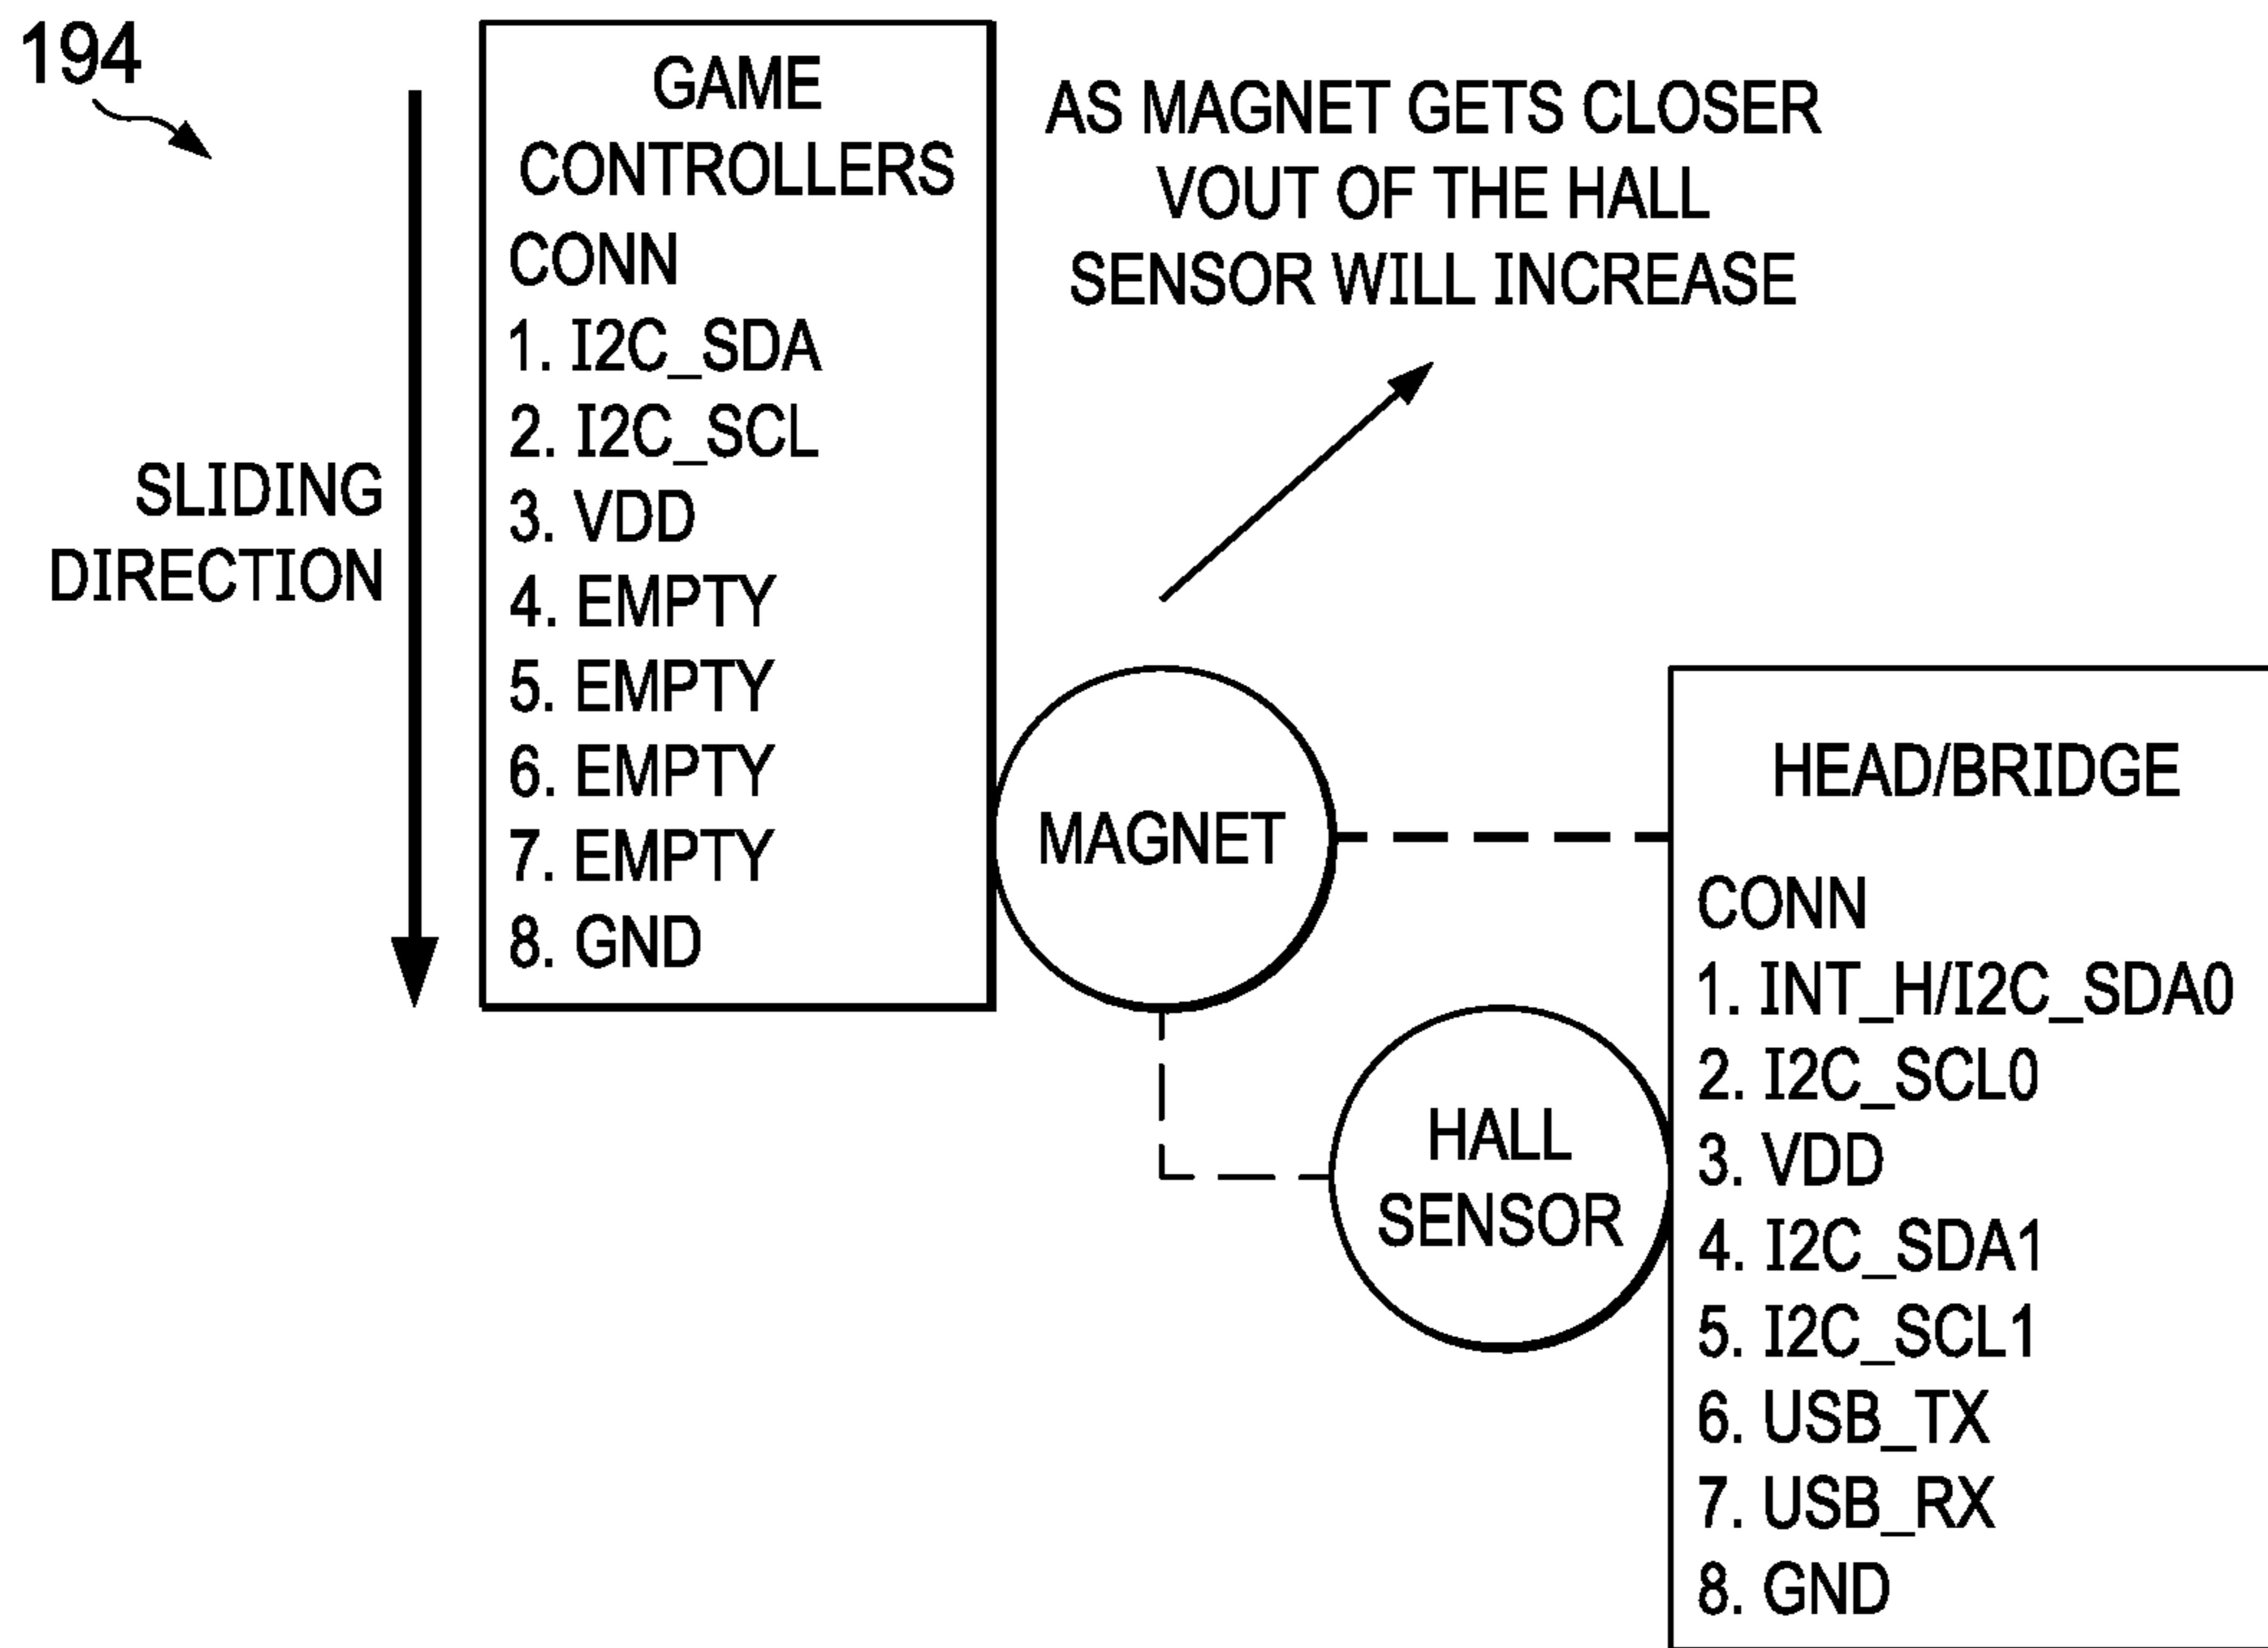 194
GAME
CONTROLLERS
CONN
1. I2C_SDA
2. I2C_SCL
3. VDD
4. EMPTY
5. EMPTY
6. EMPTY
7. EMPTY
8. GND
AS MAGNET GETS CLOSER
VOUT OF THE HALL
SENSOR WILL INCREASE
SLIDING
DIRECTION
MAGNET
HALL
SENSOR
HEAD/BRIDGE
CONN
1. INT_H/I2C_SDA0
2. I2C_SCL0
3. VDD
4. I2C_SDA1
5. I2C_SCL1
6. USB_TX
7. USB_RX
8. GND